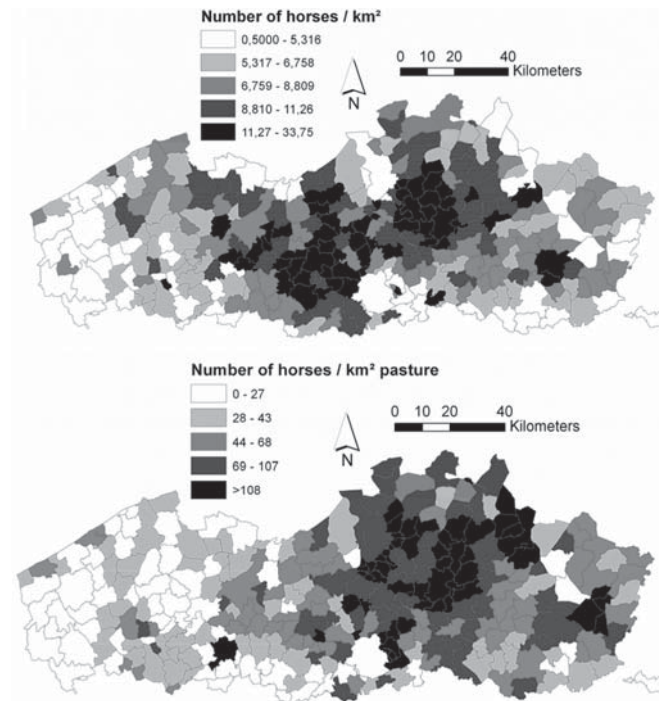 Number of horses / km²
0,5000 - 5,316
5,317 - 6,758
6,759 - 8,809
8,810 - 11,26
11,27 - 33,75
0 10 20 40
Kilometers
N
Number of horses / km² pasture
0 - 27
28 - 43
44 - 68
69 - 107
>108
0 10 20 40
Kilometers
N